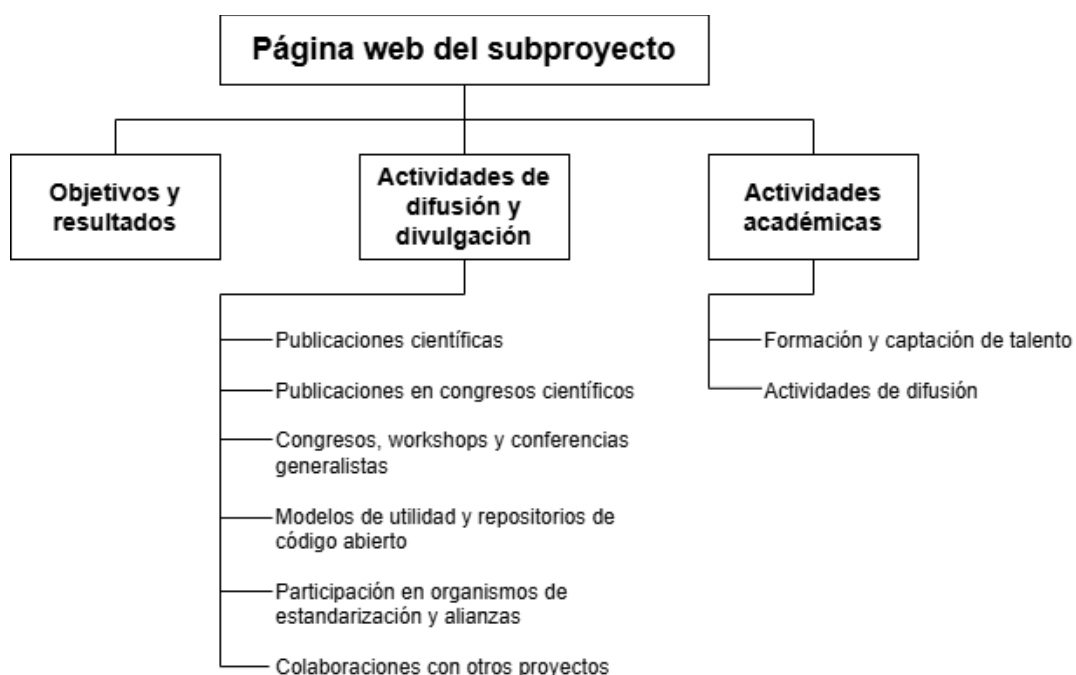 Página web del subproyecto
Objetivos y
resultados
Actividades de
difusión y
divulgación
Actividades
académicas
Publicaciones científicas
Publicaciones en congresos científicos
Congresos, workshops y conferencias
generalistas
Modelos de utilidad y repositorios de
código abierto
Participación en organismos de
estandarización y alianzas
Colaboraciones con otros proyectos
Formación y captación de talento
Actividades de difusión